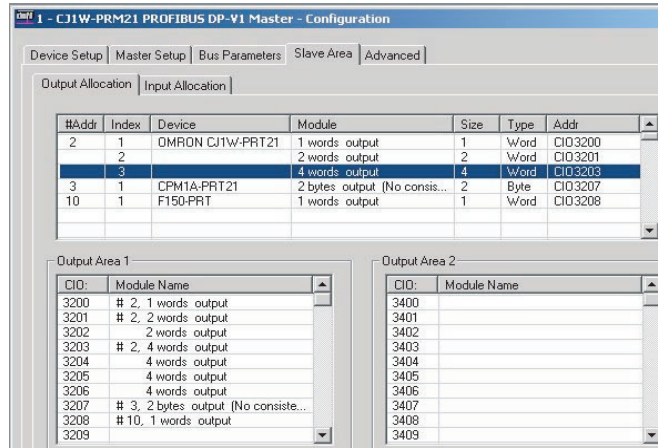 1 - CJ1W-PRM21 PROFIBUS DP-V1 Master - Configuration
Device Setup Master Setup Bus Parameters Slave Area Advanced
Output Allocation Input Allocation
#Addr Index Device Module Size Type Addr
2 1 OMRON CJ1W-PRT21 1 words output 1 Word CIO3200
2 2 words output 2 Word CIO3201
3 4 words output 4 Word CIO3203
3 1 CPM1A-PRT21 2 bytes output (No consis... 2 Byte CIO3207
10 1 F150-PRT 1 words output 1 Word CIO3208
Output Area 1
CIO: Module Name
3200 # 2, 1 words output
3201 # 2, 2 words output
3202 2 words output
3203 # 2, 4 words output
3204 4 words output
3205 4 words output
3206 4 words output
3207 # 3, 2 bytes output (No consiste...
3208 #10, 1 words output
3209
Output Area 2
CIO: Module Name
3400
3401
3402
3403
3404
3405
3406
3407
3408
3409